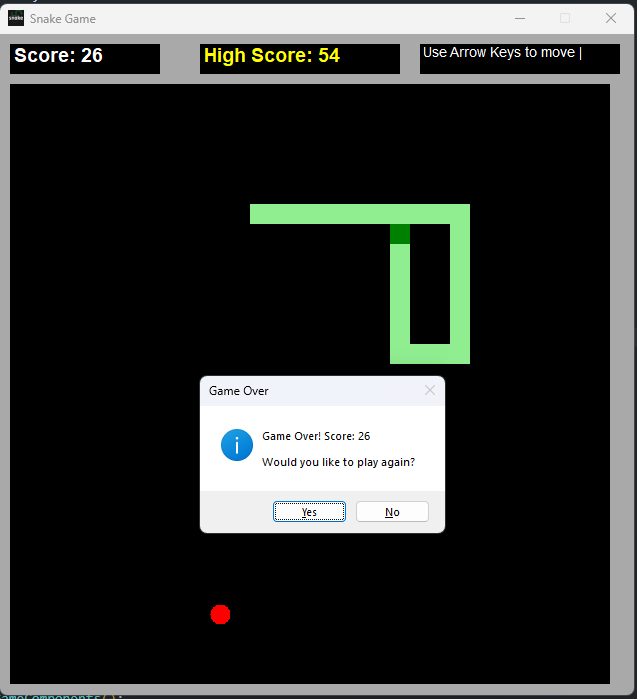 snake Snake Game
Score: 26
High Score: 54
Use Arrow Keys to move |
Game Over
Game Over! Score: 26
Would you like to play again?
Yes
No